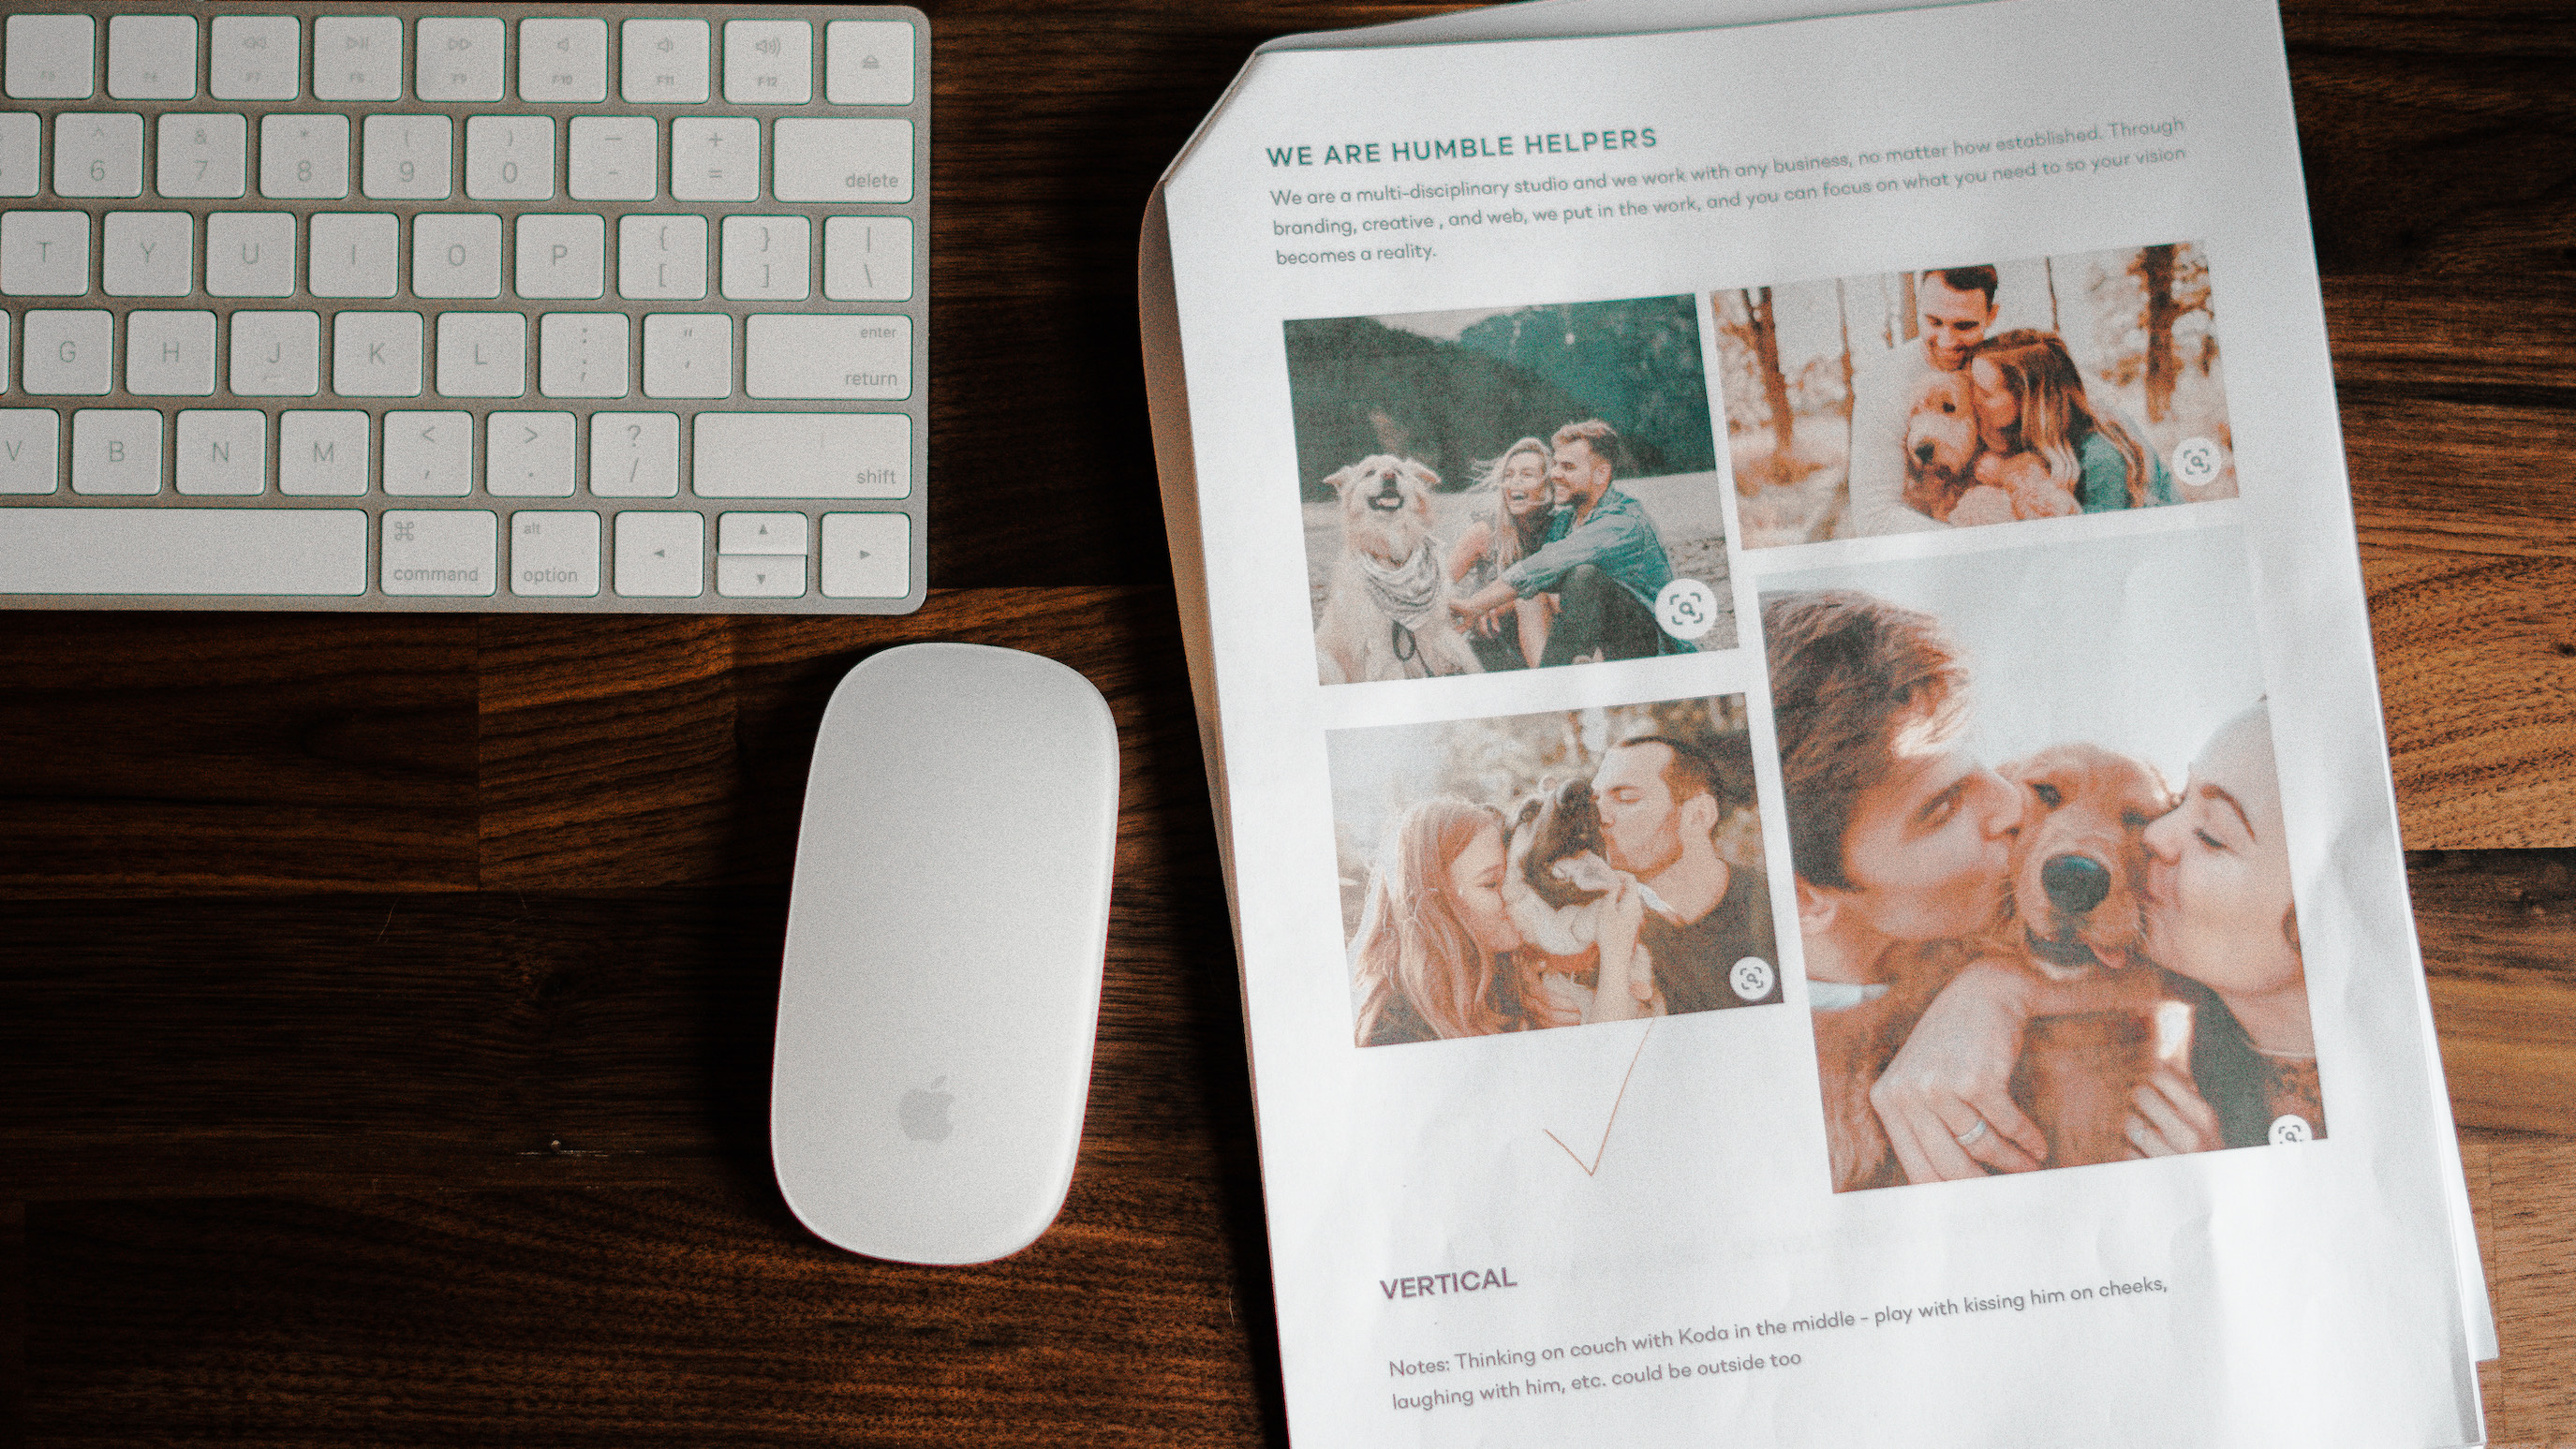 F7 F8 F9 F10 F11 F12
^ & * ( ) — +
6 7 8 9 0 - = delete
T Y U I O P { [ } ] | \
G H J K L : ; " ' enter return
V B N M < , > . ? / shift
⌘ command alt option ◄ ▲ ▼ ►
WE ARE HUMBLE HELPERS
We are a multi-disciplinary studio and we work with any business, no matter how established. Through
branding, creative , and web, we put in the work, and you can focus on what you need to so your vision
becomes a reality.
VERTICAL
Notes: Thinking on couch with Koda in the middle - play with kissing him on cheeks,
laughing with him, etc. could be outside too